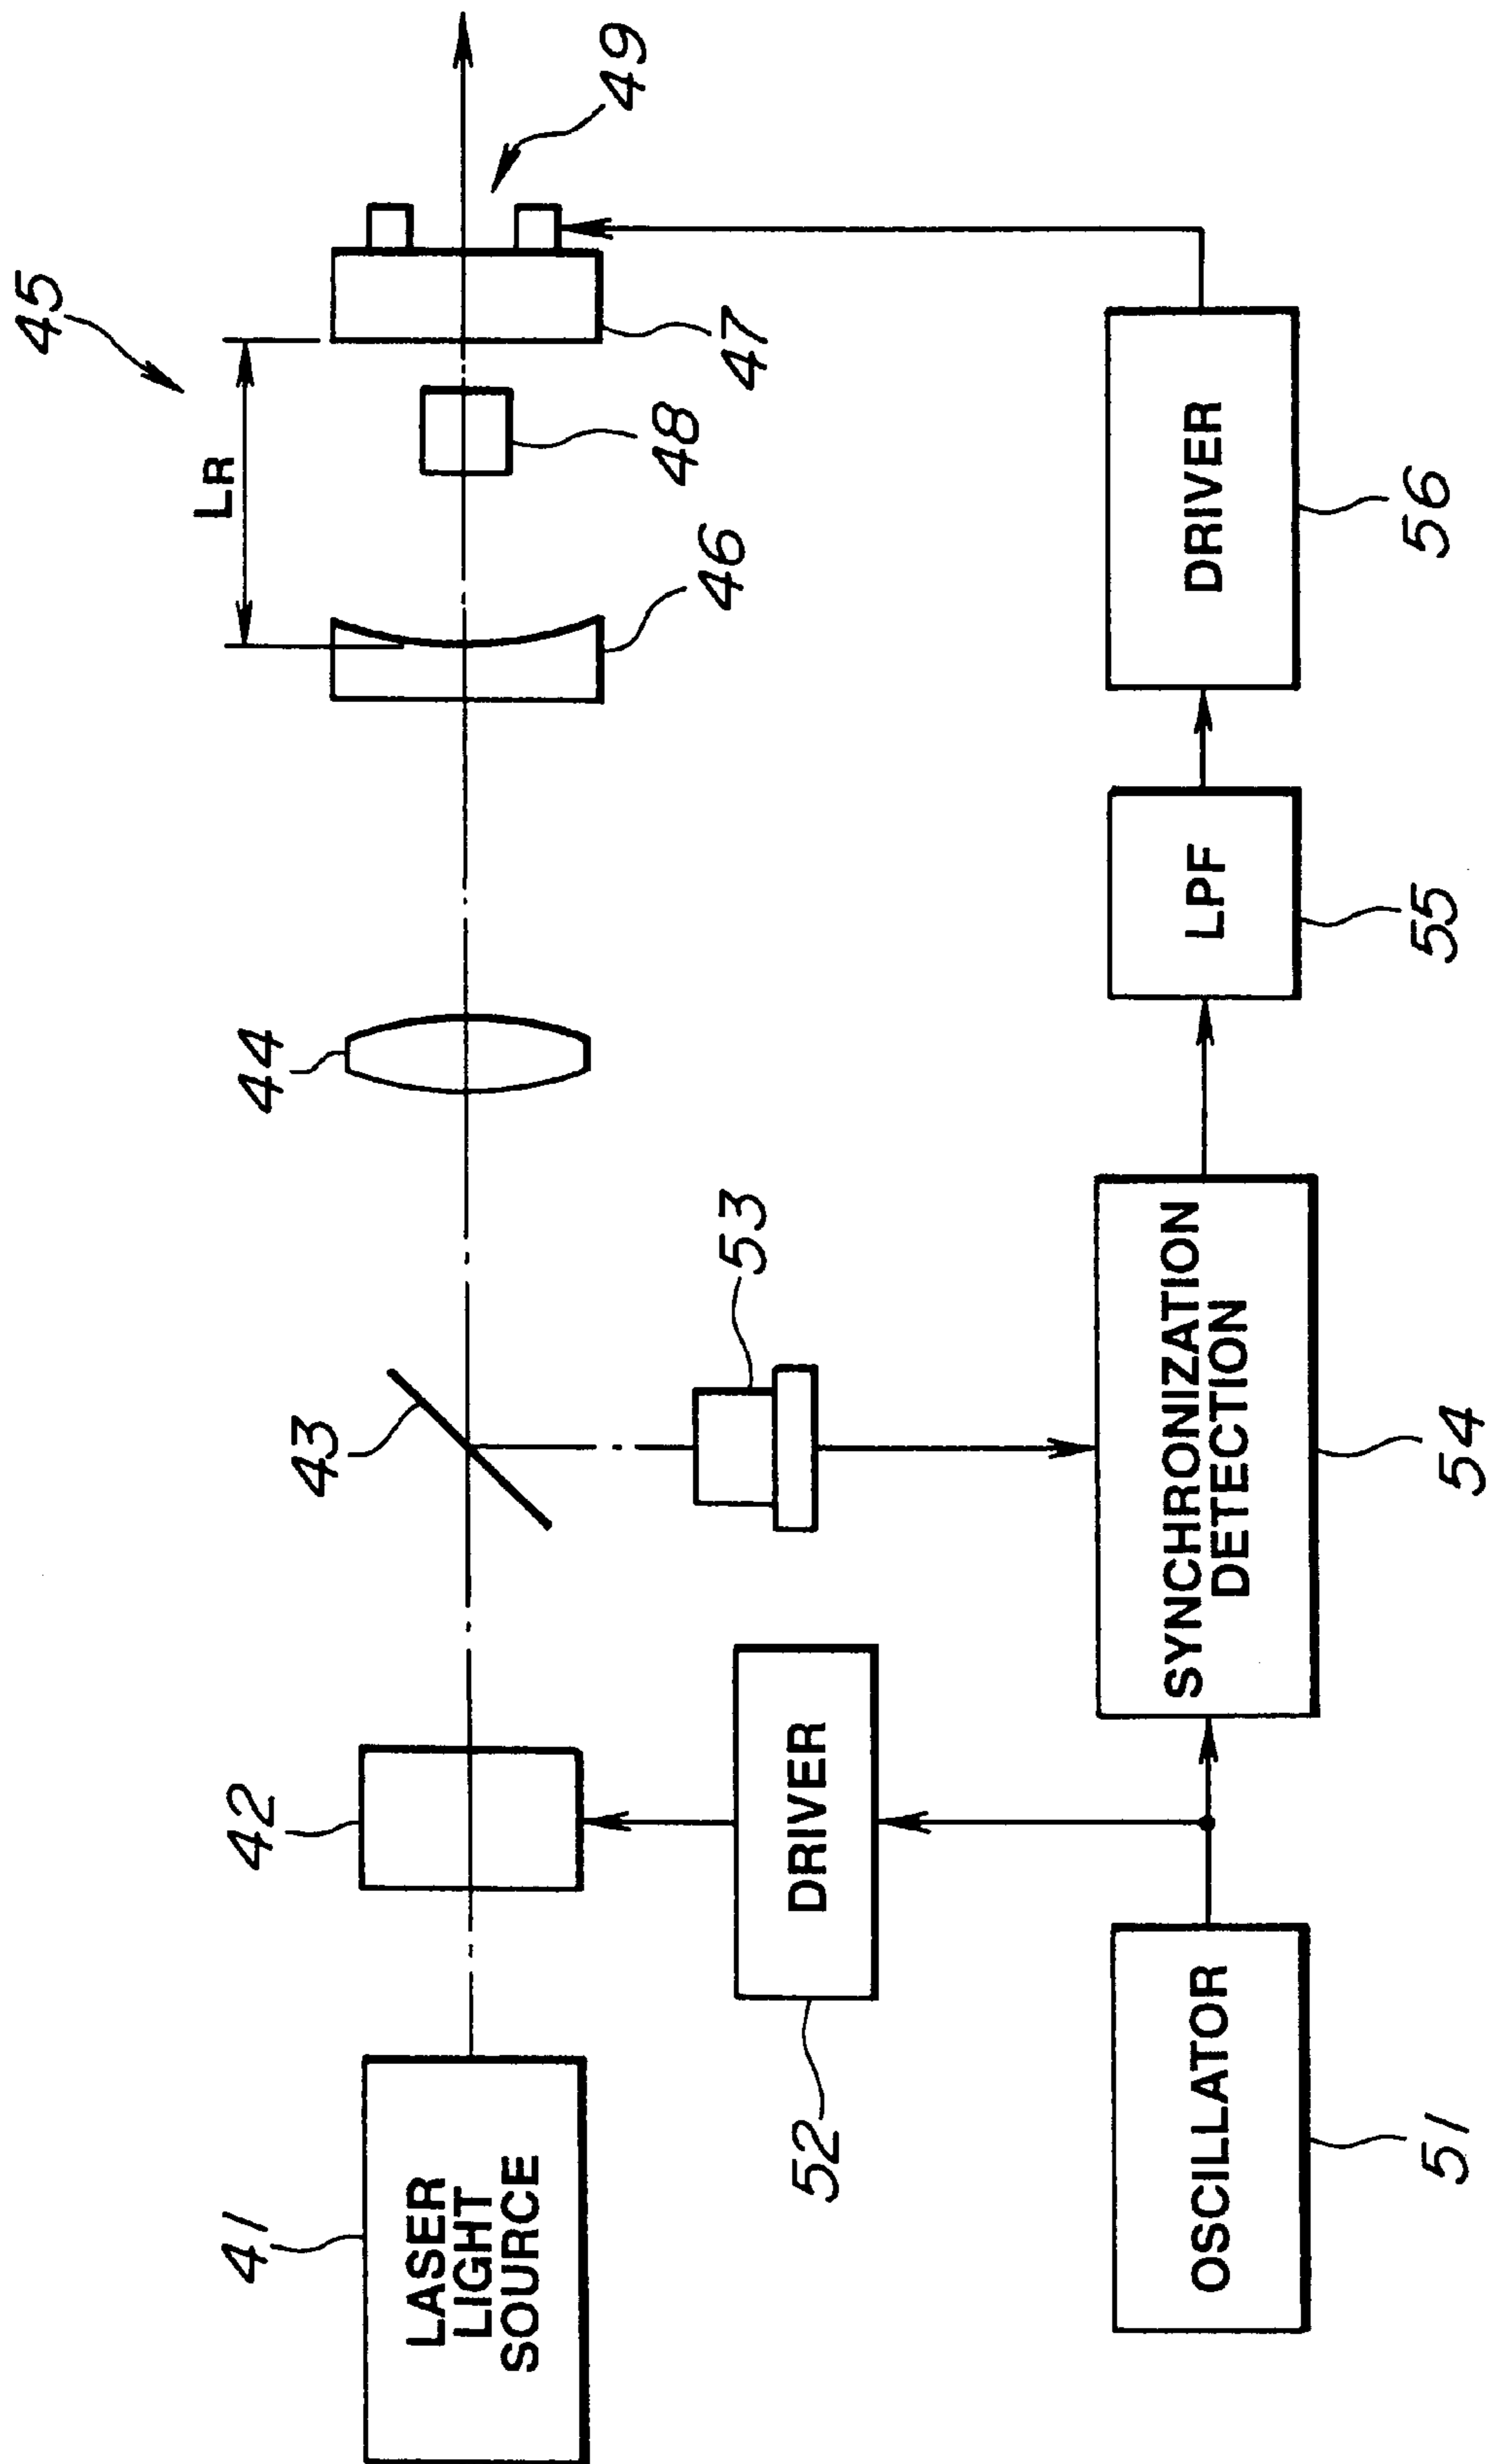 45
LR
49
44
46
48
47
43
42
53
41
LASER
LIGHT
SOURCE
52
DRIVER
SYNCHRONIZATION
DETECTION
LPF
DRIVER
OSCILLATOR
51
54
55
56